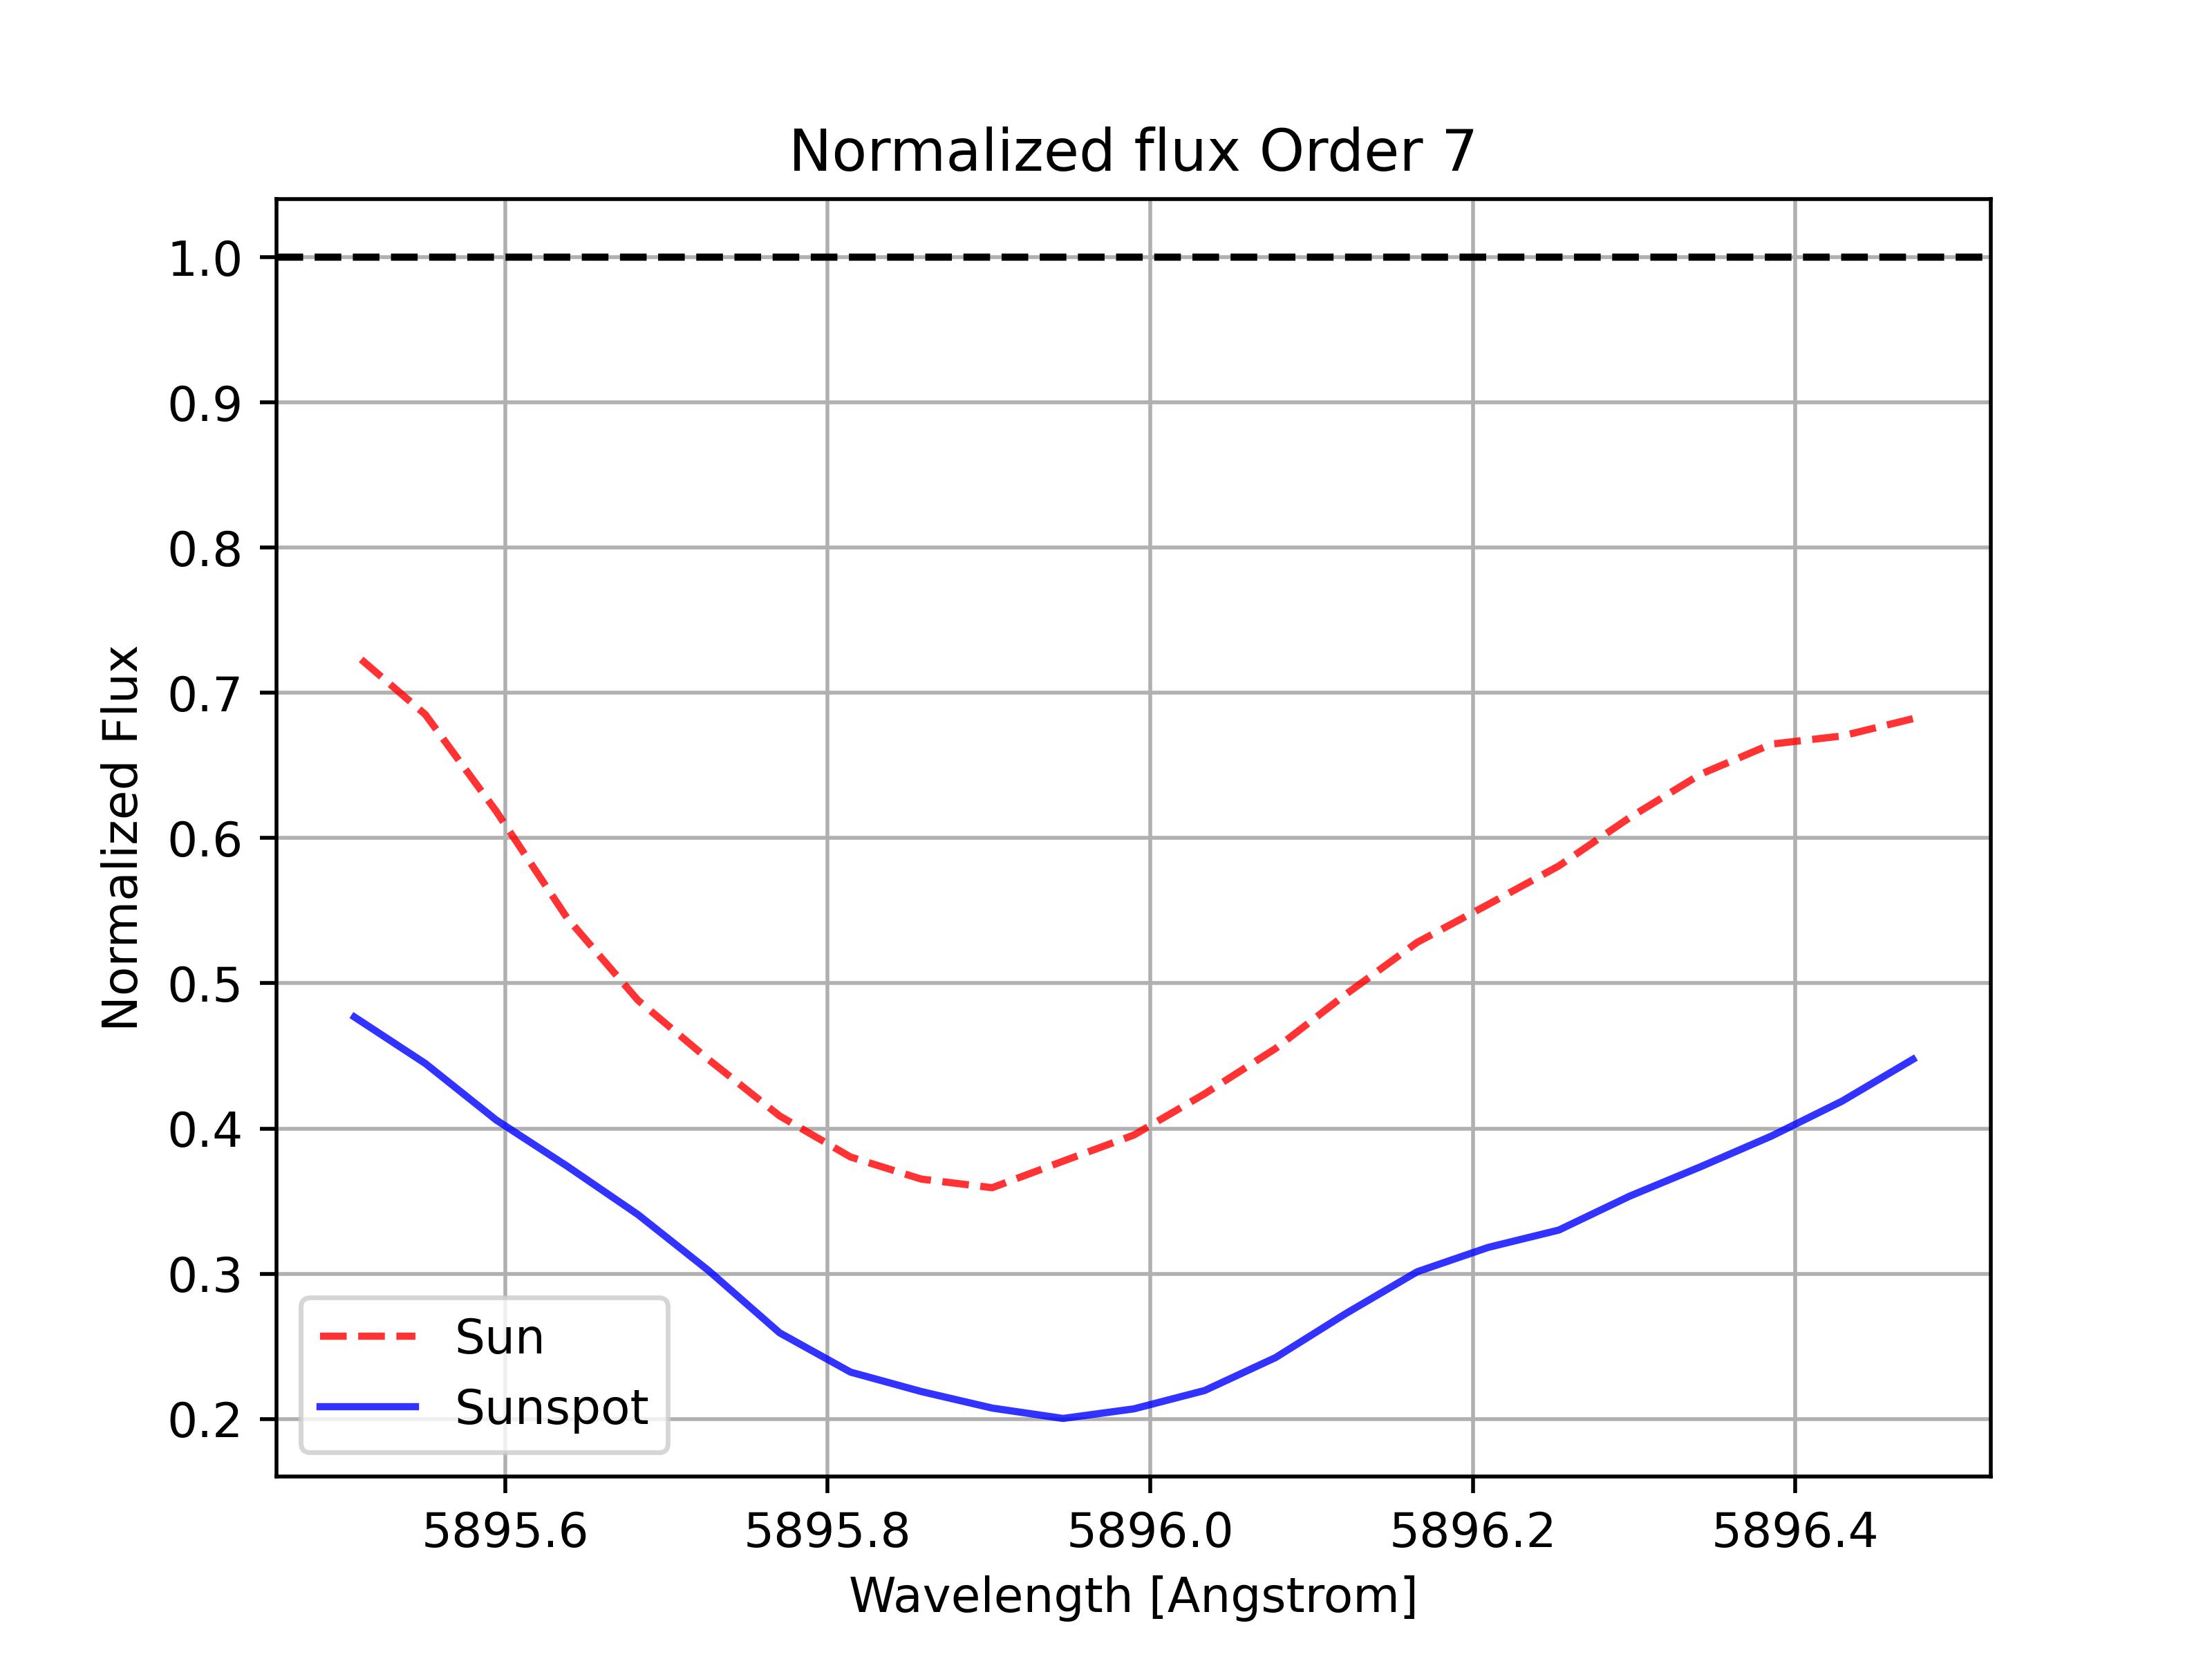 Normalized flux Order 7
1.0
0.9
0.8
0.7
0.6
0.5
0.4
0.3
0.2
Normalized Flux
Sun
Sunspot
5895.6 5895.8 5896.0 5896.2 5896.4
Wavelength [Angstrom]